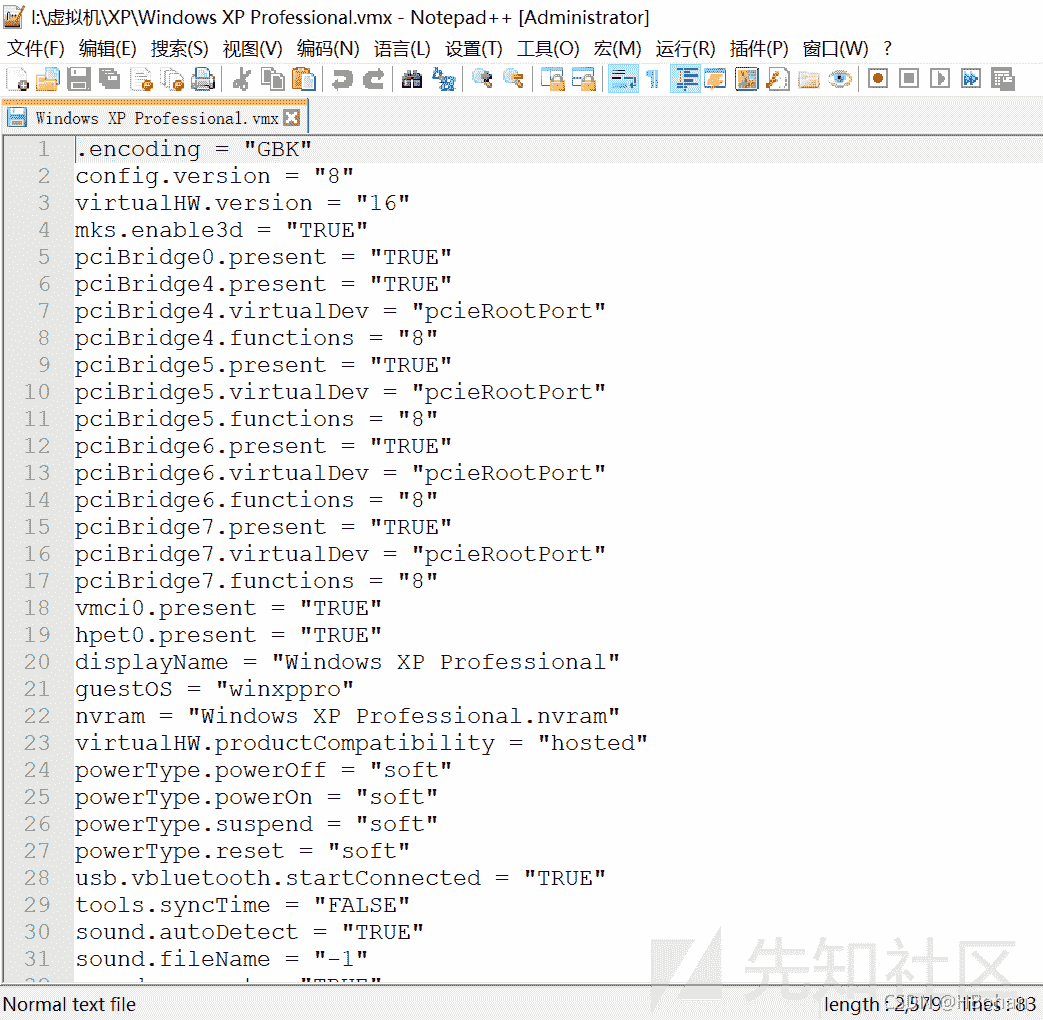 I:\虚拟机\XP\Windows XP Professional.vmx - Notepad++ [Administrator]
文件(F) 编辑(E) 搜索(S) 视图(V) 编码(N) 语言(L) 设置(T) 工具(O) 宏(M) 运行(R) 插件(P) 窗口(W) ?
Windows XP Professional.vmx
1 .encoding = "GBK"
2 config.version = "8"
3 virtualHW.version = "16"
4 mks.enable3d = "TRUE"
5 pciBridge0.present = "TRUE"
6 pciBridge4.present = "TRUE"
7 pciBridge4.virtualDev = "pcieRootPort"
8 pciBridge4.functions = "8"
9 pciBridge5.present = "TRUE"
10 pciBridge5.virtualDev = "pcieRootPort"
11 pciBridge5.functions = "8"
12 pciBridge6.present = "TRUE"
13 pciBridge6.virtualDev = "pcieRootPort"
14 pciBridge6.functions = "8"
15 pciBridge7.present = "TRUE"
16 pciBridge7.virtualDev = "pcieRootPort"
17 pciBridge7.functions = "8"
18 vmci0.present = "TRUE"
19 hpet0.present = "TRUE"
20 displayName = "Windows XP Professional"
21 guestOS = "winxppro"
22 nvram = "Windows XP Professional.nvram"
23 virtualHW.productCompatibility = "hosted"
24 powerType.powerOff = "soft"
25 powerType.powerOn = "soft"
26 powerType.suspend = "soft"
27 powerType.reset = "soft"
28 usb.vbluetooth.startConnected = "TRUE"
29 tools.syncTime = "FALSE"
30 sound.autoDetect = "TRUE"
31 sound.fileName = "-1"
先知社区
Normal text file
length : 2,579 lines : 83